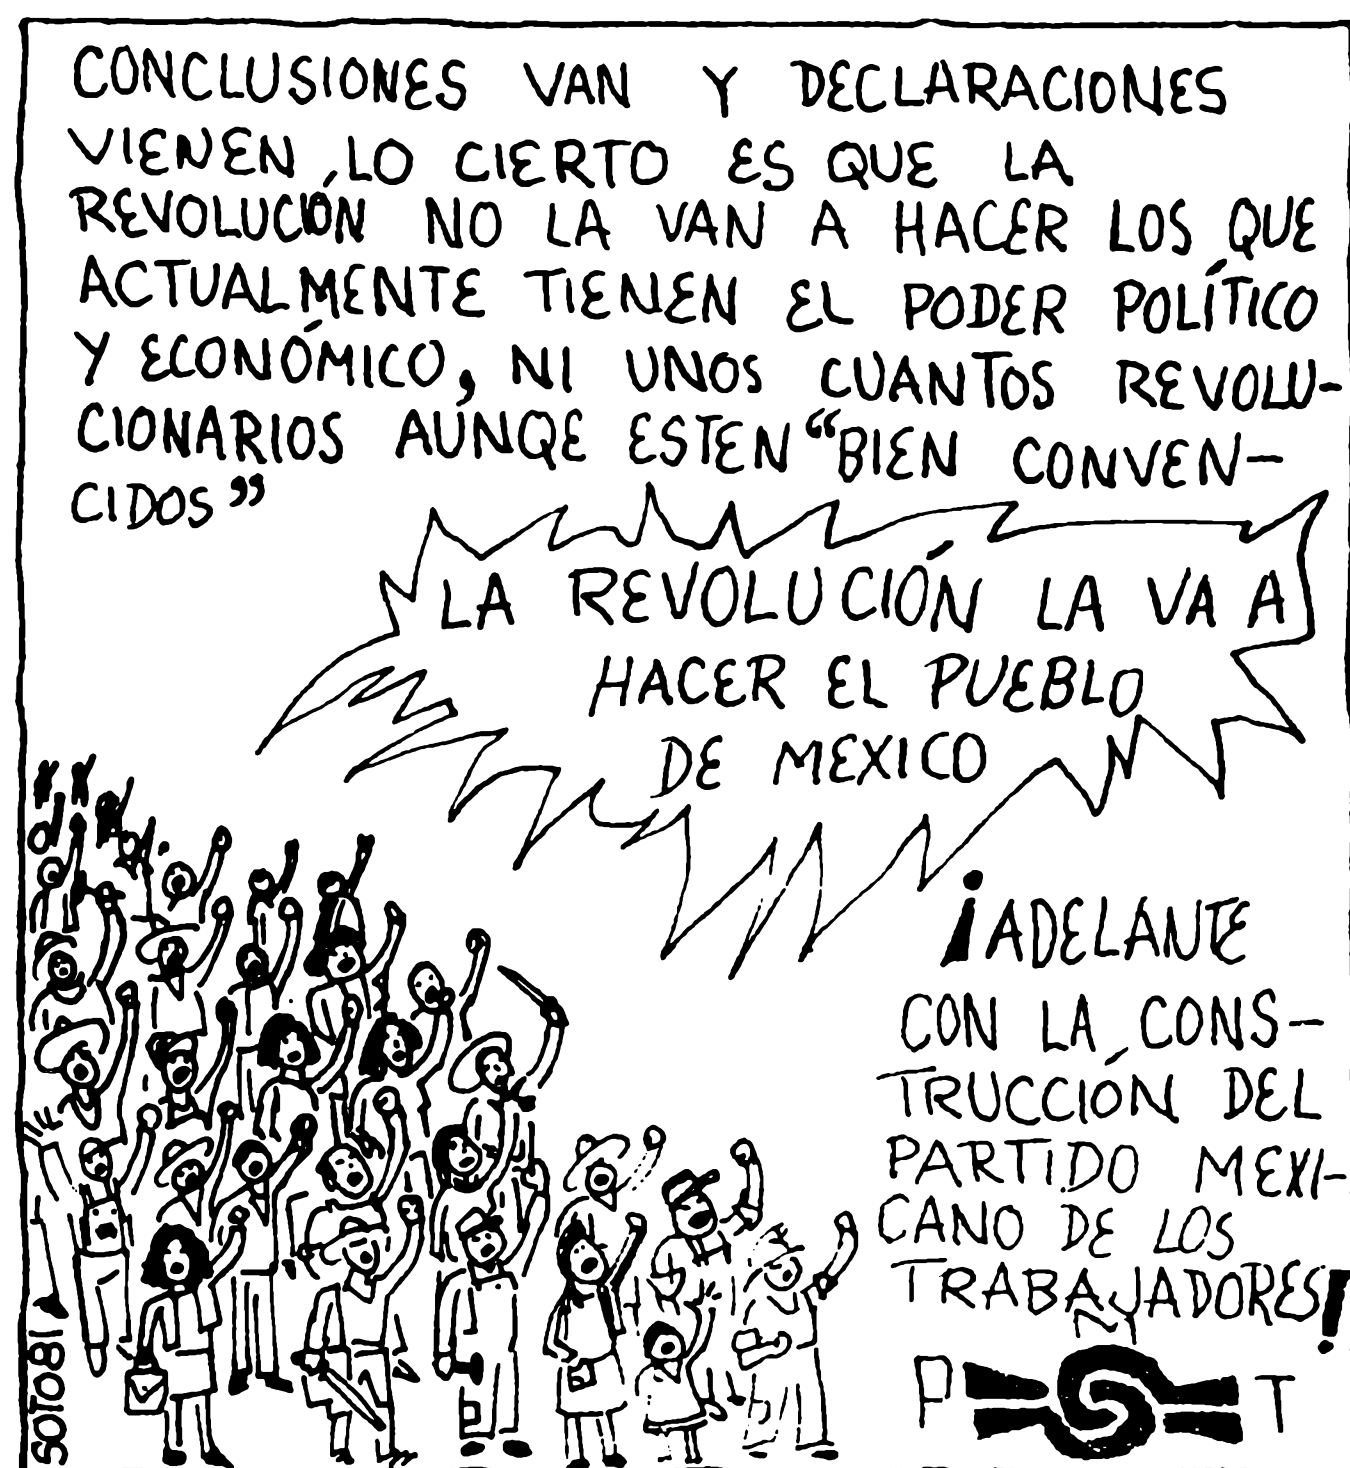 CONCLUSIONES VAN Y DECLARACIONES
VIENEN, LO CIERTO ES QUE LA
REVOLUCIÓN NO LA VAN A HACER LOS QUE
ACTUALMENTE TIENEN EL PODER POLÍTICO
Y ECONÓMICO, NI UNOS CUANTOS REVOLU-
CIONARIOS AUNQE ESTEN "BIEN CONVEN-
CIDOS"
LA REVOLUCIÓN LA VA A
HACER EL PUEBLO
DE MEXICO
¡ADELANTE
CON LA CONS-
TRUCCIÓN DEL
PARTIDO MEXI-
CANO DE LOS
TRABAJADORES!
P T
SOTO81